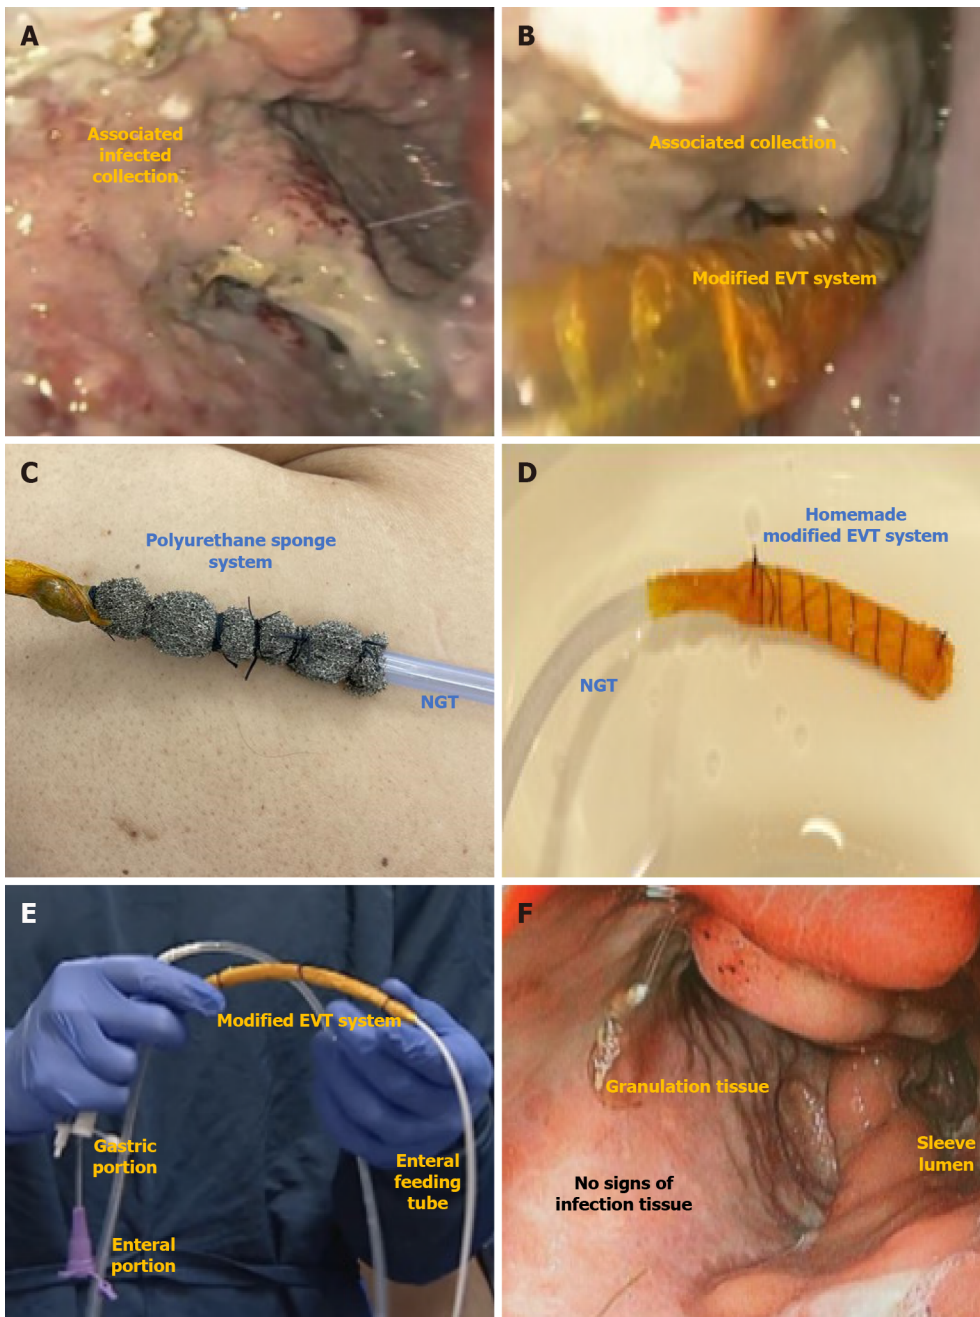 A
Associated
infected
collection
B
Associated collection
Modified EVT system
C
Polyurethane sponge
system
NGT
D
Homemade
modified EVT system
NGT
E
Modified EVT system
Gastric
portion
Enteral
feeding
tube
Enteral
portion
F
Granulation tissue
Sleeve
lumen
No signs of
infection tissue